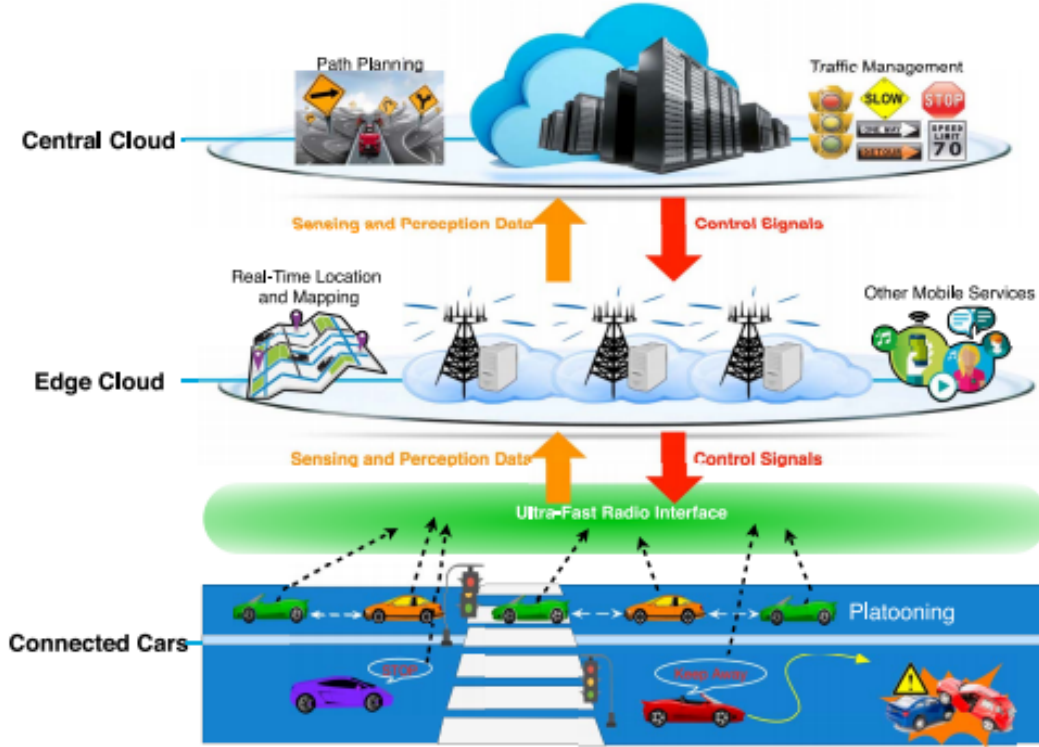 Path Planning
Traffic Management
SLOW
STOP
ONE WAY
DETOUR
SPEED
LIMIT
70
Central Cloud
Sensing and Perception Data
Control Signals
Real-Time Location
and Mapping
Other Mobile Services
Edge Cloud
Sensing and Perception Data
Control Signals
Ultra-Fast Radio Interface
Platooning
Connected Cars
STOP
Keep Away